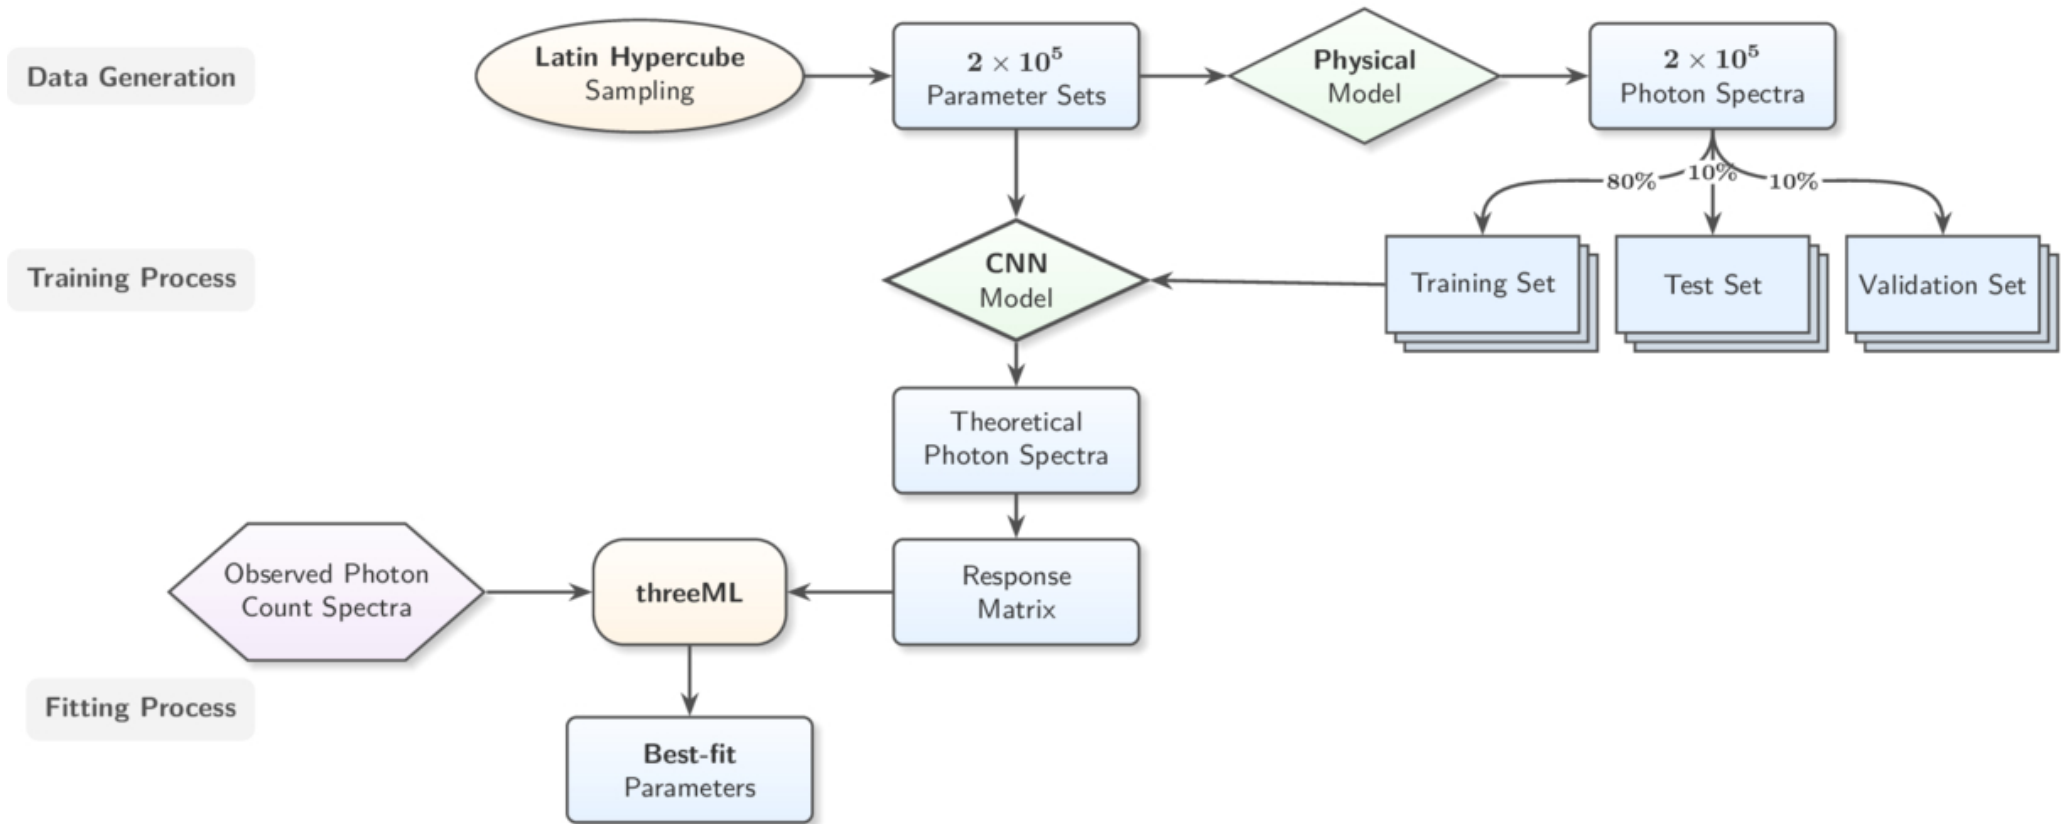 Data Generation
Latin Hypercube
Sampling
2 × 10⁵
Parameter Sets
Physical
Model
2 × 10⁵
Photon Spectra
80%
10%
10%
Training Process
CNN
Model
Training Set
Test Set
Validation Set
Theoretical
Photon Spectra
Observed Photon
Count Spectra
threeML
Response
Matrix
Fitting Process
Best-fit
Parameters